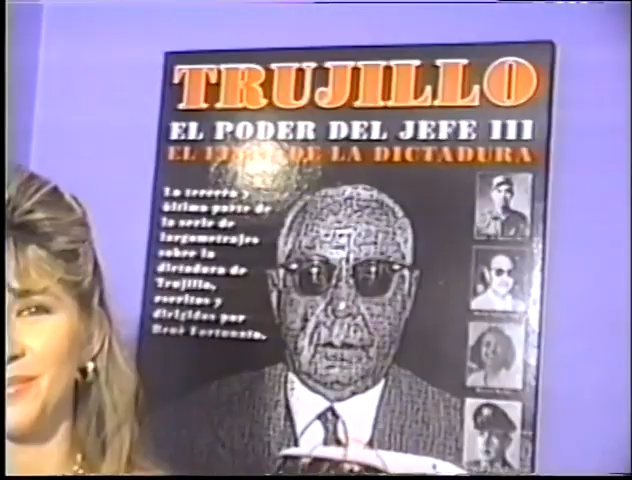 TRUJILLO
EL PODER DEL JEFE III
EL DE LA DICTADURA
La tercera y
última parte de
la serie de
largometrajes
sobre la
dictadura de
Trujillo,
escritos y
dirigidos por
René Fortunato.